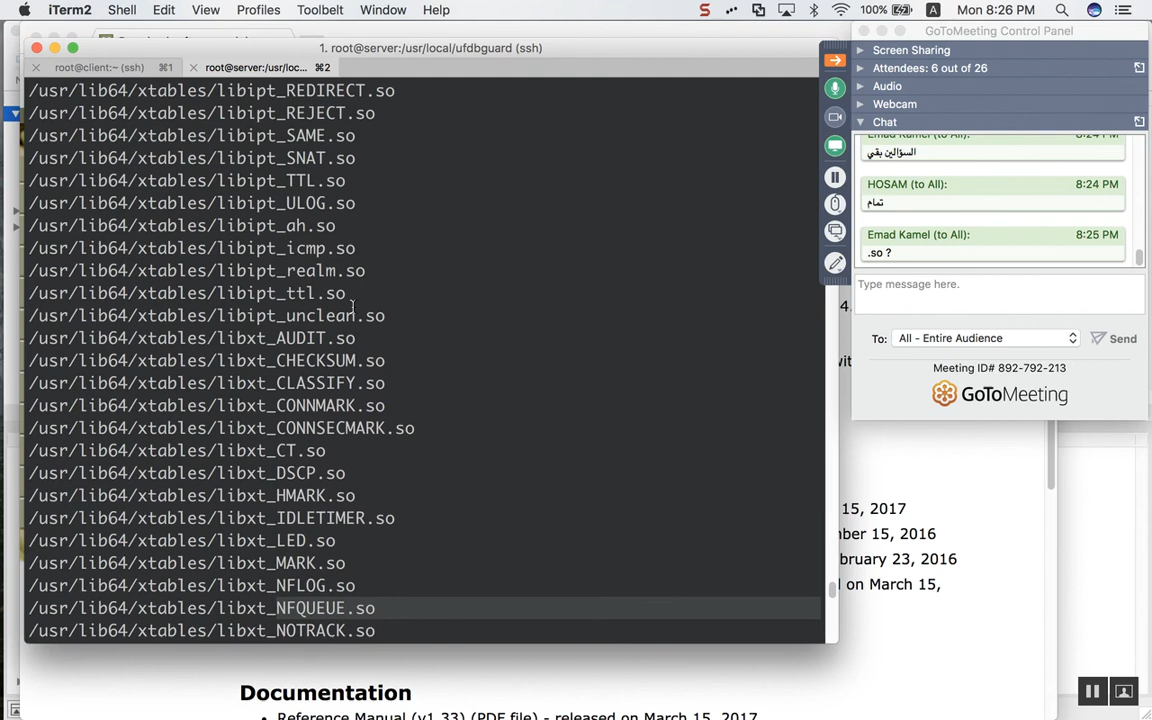 iTerm2 Shell Edit View Profiles Toolbelt Window Help
100% A Mon 8:26 PM
1. root@server:/usr/local/ufdbguard (ssh)
root@client:~ (ssh) ⌘1 root@server:/usr/loc... ⌘2
/usr/lib64/xtables/libipt_REDIRECT.so
/usr/lib64/xtables/libipt_REJECT.so
/usr/lib64/xtables/libipt_SAME.so
/usr/lib64/xtables/libipt_SNAT.so
/usr/lib64/xtables/libipt_TTL.so
/usr/lib64/xtables/libipt_ULOG.so
/usr/lib64/xtables/libipt_ah.so
/usr/lib64/xtables/libipt_icmp.so
/usr/lib64/xtables/libipt_realm.so
/usr/lib64/xtables/libipt_ttl.so
/usr/lib64/xtables/libipt_unclean.so
/usr/lib64/xtables/libxt_AUDIT.so
/usr/lib64/xtables/libxt_CHECKSUM.so
/usr/lib64/xtables/libxt_CLASSIFY.so
/usr/lib64/xtables/libxt_CONNMARK.so
/usr/lib64/xtables/libxt_CONNSECMARK.so
/usr/lib64/xtables/libxt_CT.so
/usr/lib64/xtables/libxt_DSCP.so
/usr/lib64/xtables/libxt_HMARK.so
/usr/lib64/xtables/libxt_IDLETIMER.so
/usr/lib64/xtables/libxt_LED.so
/usr/lib64/xtables/libxt_MARK.so
/usr/lib64/xtables/libxt_NFLOG.so
/usr/lib64/xtables/libxt_NFQUEUE.so
/usr/lib64/xtables/libxt_NOTRACK.so
GoToMeeting Control Panel
Screen Sharing
Attendees: 6 out of 26
Audio
Webcam
Chat
Emad Kamel (to All): 8:24 PM
السؤالين بقي
HOSAM (to All): 8:24 PM
تمام
Emad Kamel (to All): 8:25 PM
.so ?
Type message here.
To: All - Entire Audience Send
Meeting ID# 892-792-213
GoToMeeting
15, 2017
ber 15, 2016
bruary 23, 2016
on March 15,
Documentation
• Reference Manual (v1.33) (PDF file) - released on March 15, 2017